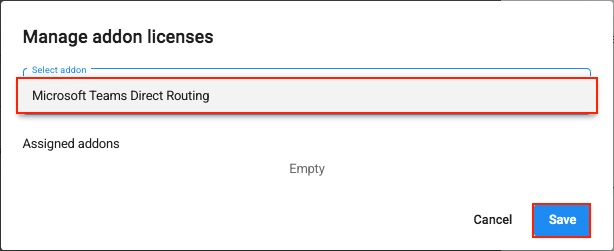 Manage addon licenses
Select addon
Microsoft Teams Direct Routing
Assigned addons
Empty
Cancel Save